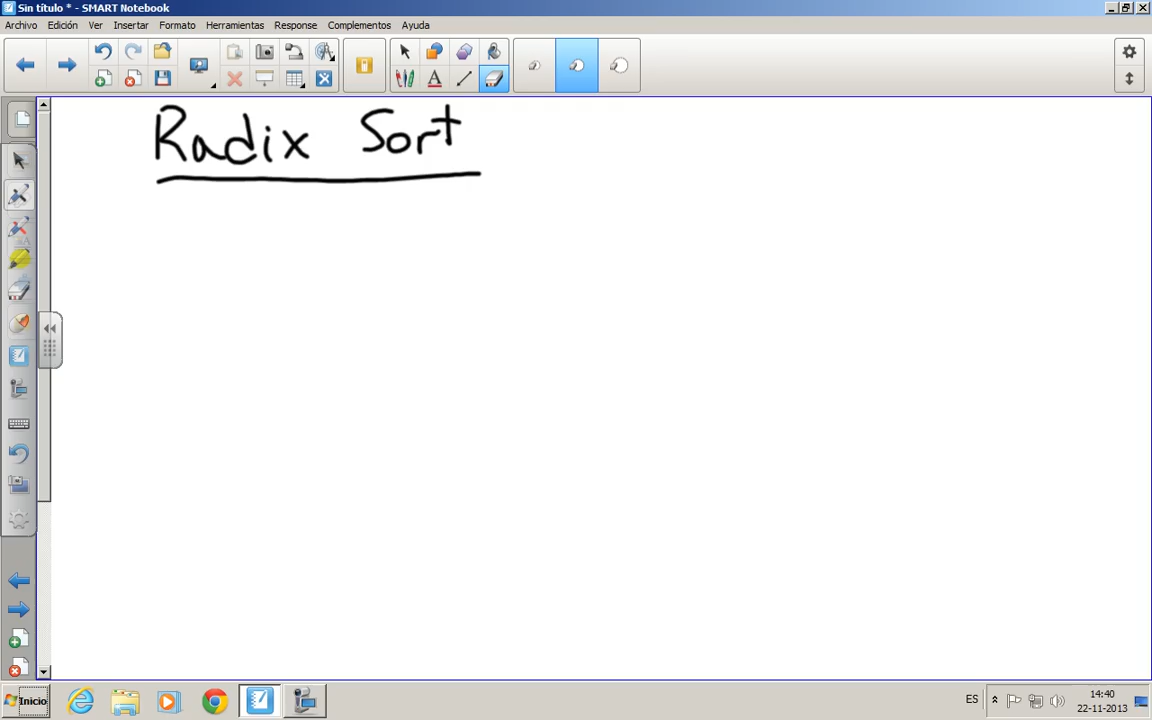 Sin título * - SMART Notebook
Archivo Edición Ver Insertar Formato Herramientas Response Complementos Ayuda
Radix Sort
Inicio
ES
14:40
22-11-2013